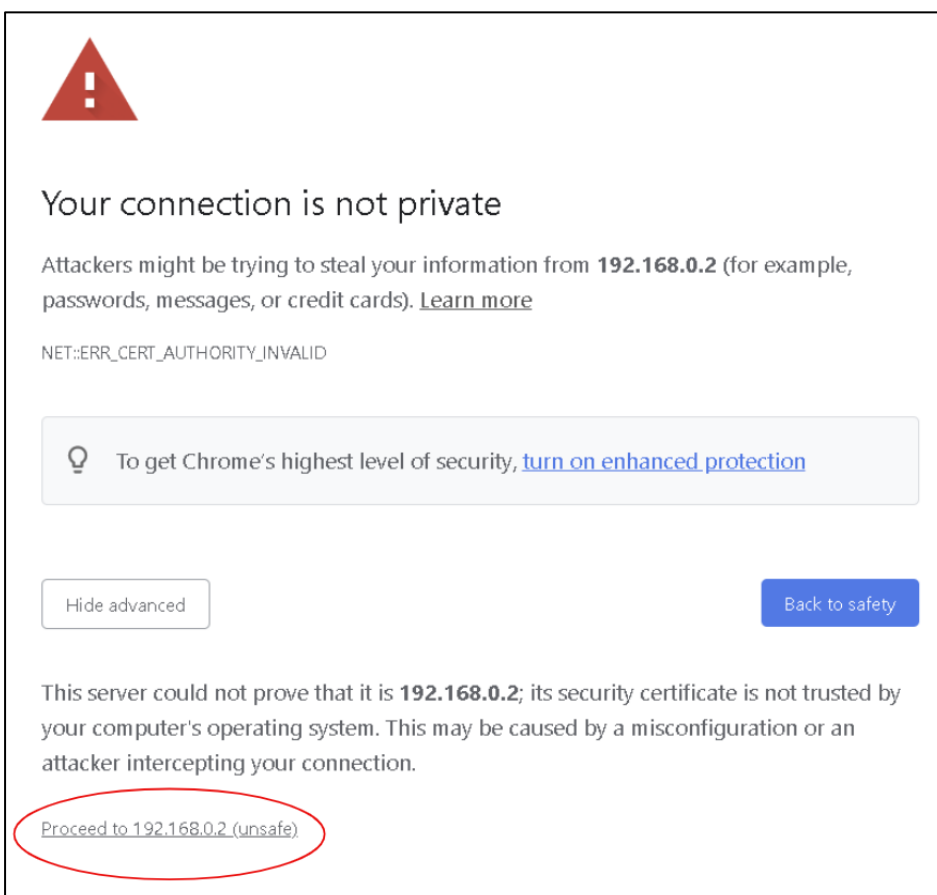 !
Your connection is not private
Attackers might be trying to steal your information from 192.168.0.2 (for example,
passwords, messages, or credit cards). Learn more
NET::ERR_CERT_AUTHORITY_INVALID
To get Chrome's highest level of security, turn on enhanced protection
Hide advanced
Back to safety
This server could not prove that it is 192.168.0.2; its security certificate is not trusted by
your computer's operating system. This may be caused by a misconfiguration or an
attacker intercepting your connection.
Proceed to 192.168.0.2 (unsafe)